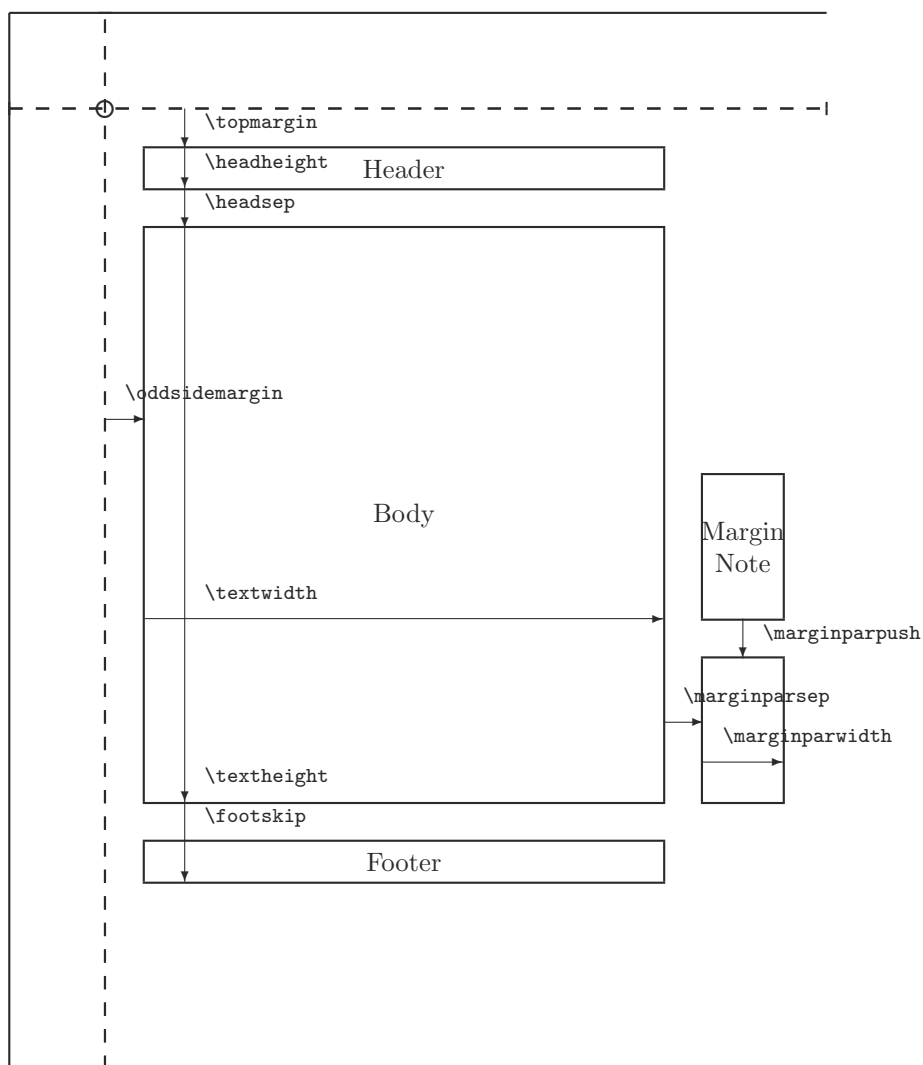 \topmargin
\headheight
Header
\headsep
\oddsidemargin
Body
Margin
Note
\textwidth
\marginparpush
\marginparsep
\marginparwidth
\textheight
\footskip
Footer